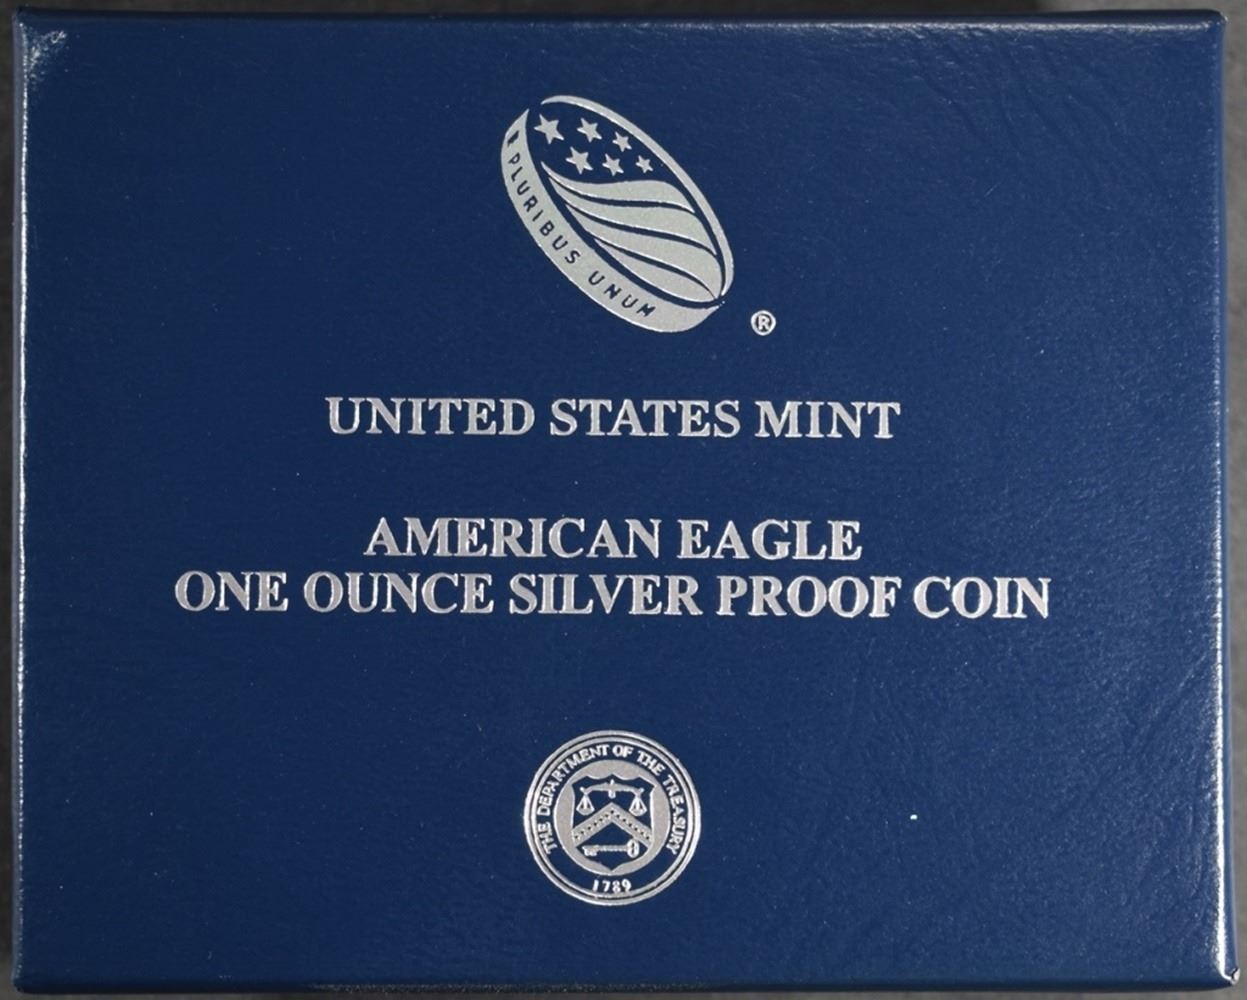 PLURIBUS UNUM
®
UNITED STATES MINT
AMERICAN EAGLE
ONE OUNCE SILVER PROOF COIN
THE DEPARTMENT OF THE TREASURY
1789